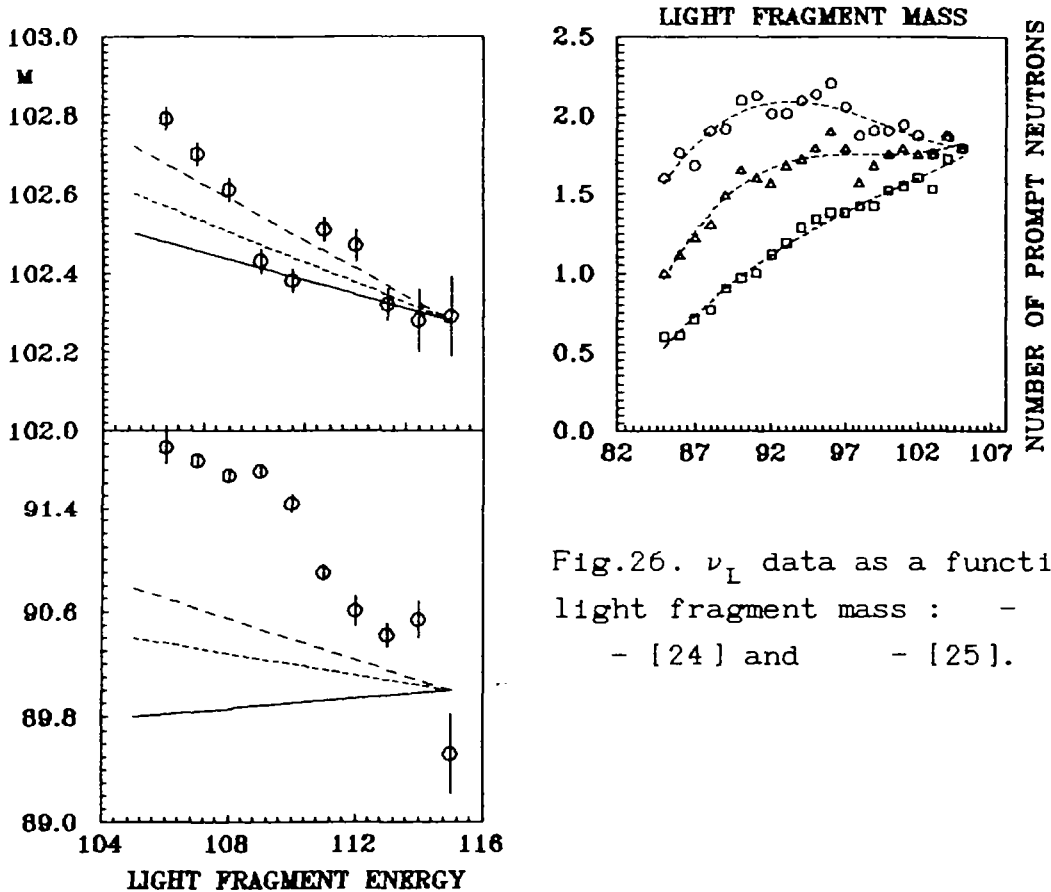 103.0
M
102.8
102.6
102.4
102.2
102.0
91.4
90.6
89.8
89.0
104 108 112 116
LIGHT FRAGMENT ENERGY
LIGHT FRAGMENT MASS
2.5
2.0
1.5
1.0
0.5
0.0
82 87 92 97 102 107
NUMBER OF PROMPT NEUTRONS
Fig.26. νL data as a functi
light fragment mass : -
- [24] and - [25].